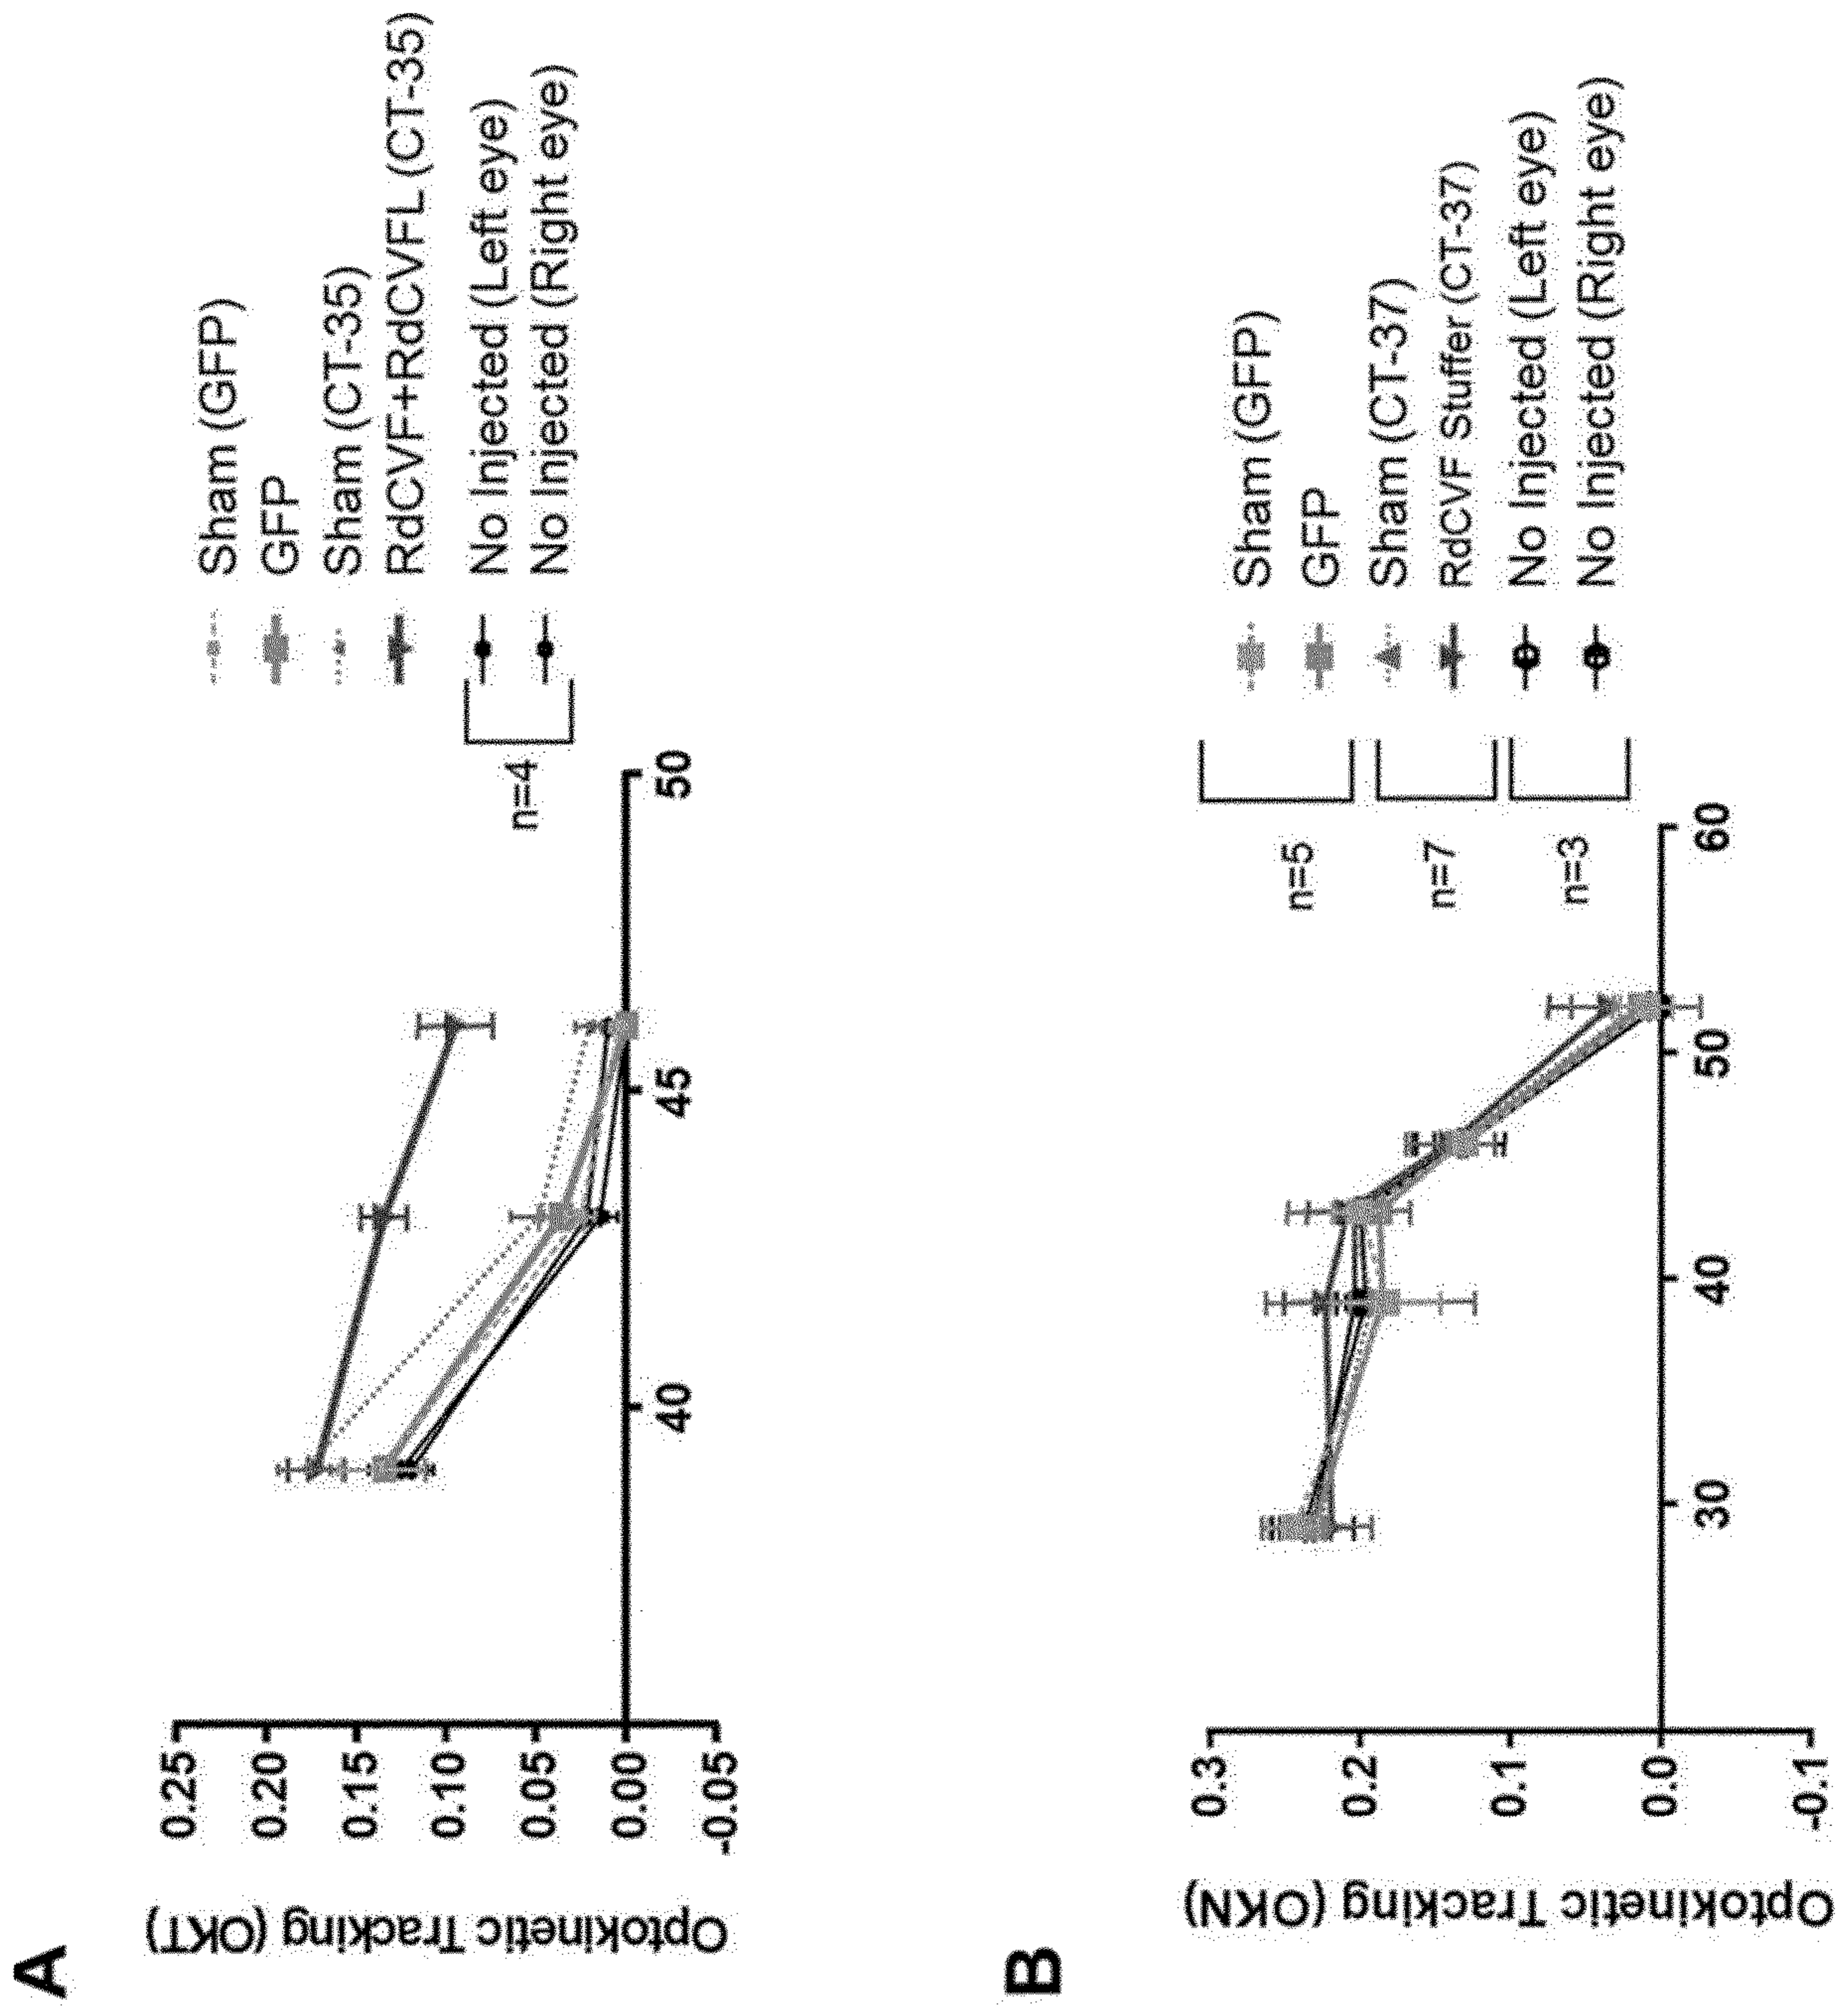 A
Optokinetic Tracking (OKT)
0.25
0.20
0.15
0.10
0.05
0.00
-0.05
40
45
50
Sham (GFP)
GFP
Sham (CT-35)
RdCVF+RdCVFL (CT-35)
n=4
No Injected (Left eye)
No Injected (Right eye)
B
Optokinetic Tracking (OKN)
0.3
0.2
0.1
0.0
-0.1
30
40
50
60
n=5
Sham (GFP)
GFP
n=7
Sham (CT-37)
RdCVF Stuffer (CT-37)
n=3
No Injected (Left eye)
No Injected (Right eye)